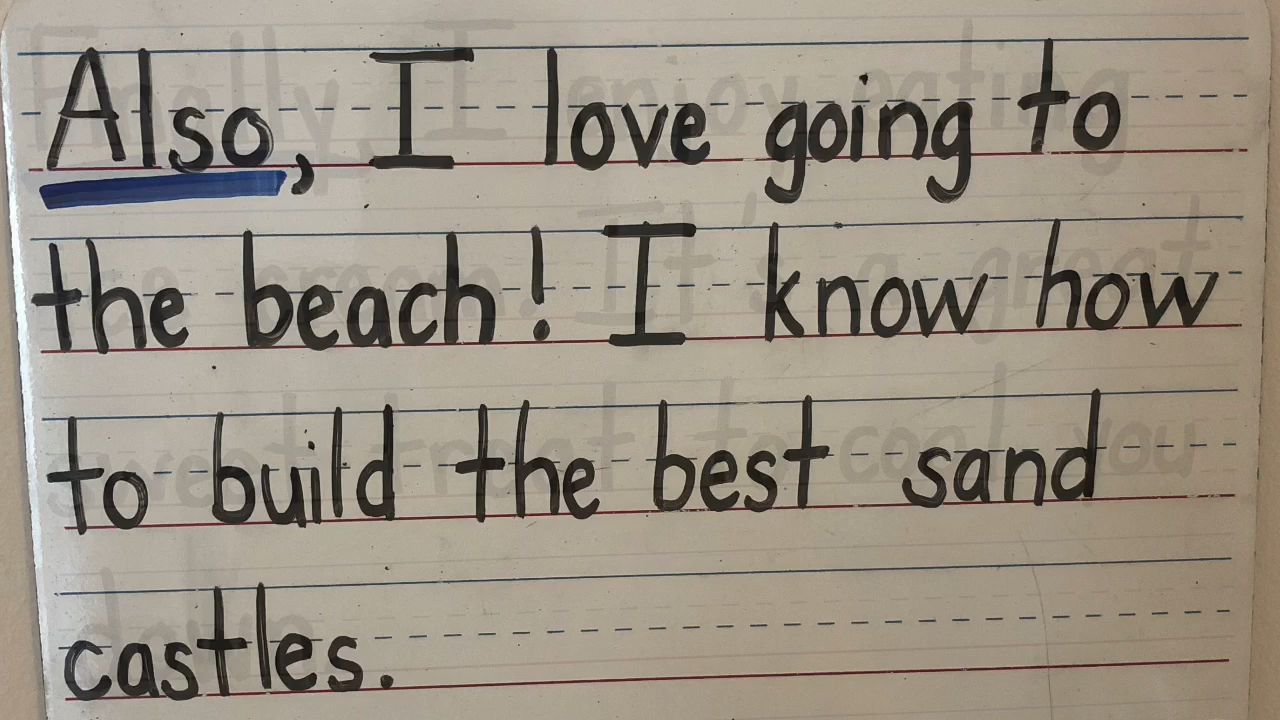 Also, I love going to
the beach! I know how
to build the best sand
castles.